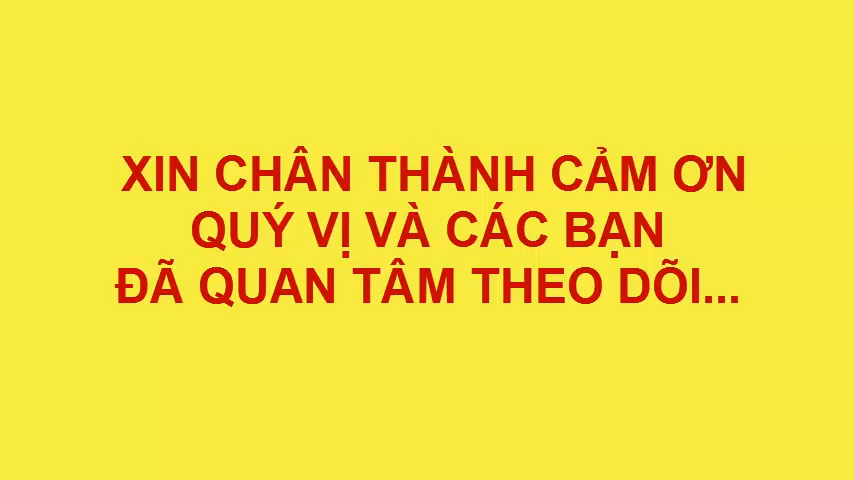 XIN CHÂN THÀNH CẢM ƠN
QUÝ VỊ VÀ CÁC BẠN
ĐÃ QUAN TÂM THEO DÕI...